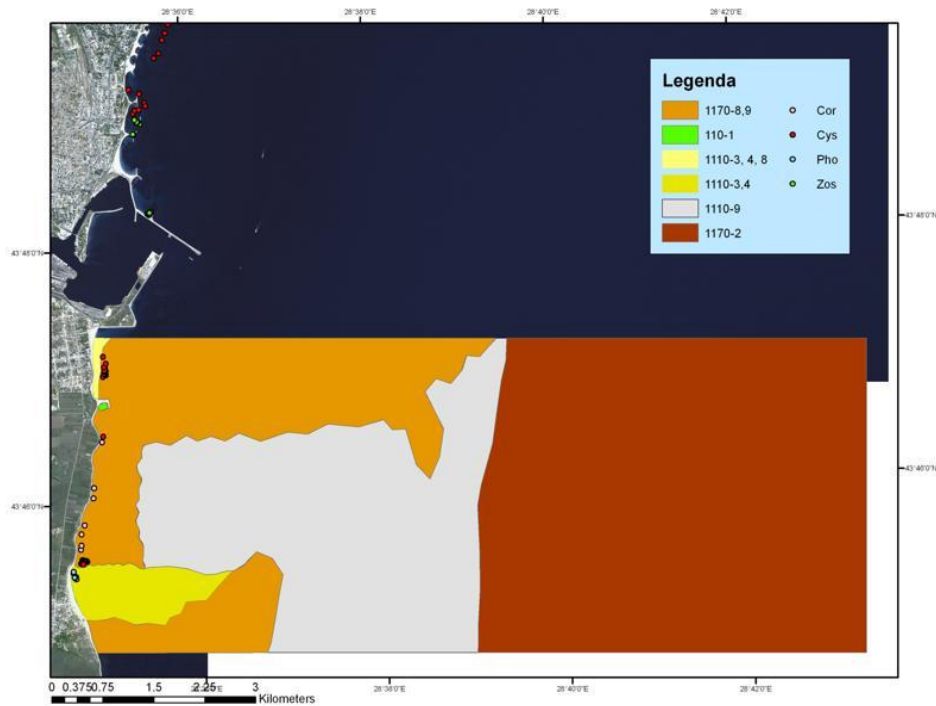 28°36'0"E 28°38'0"E 28°40'0"E 28°42'0"E
Legenda
1170-8,9
110-1
1110-3, 4, 8
1110-3,4
1110-9
1170-2
Cor
Cys
Pho
Zos
43°48'0"N
43°48'0"N
43°46'0"N
43°46'0"N
28°38'0"E 28°40'0"E 28°42'0"E
0 0.375 0.75 1.5 2.25 3
Kilometers